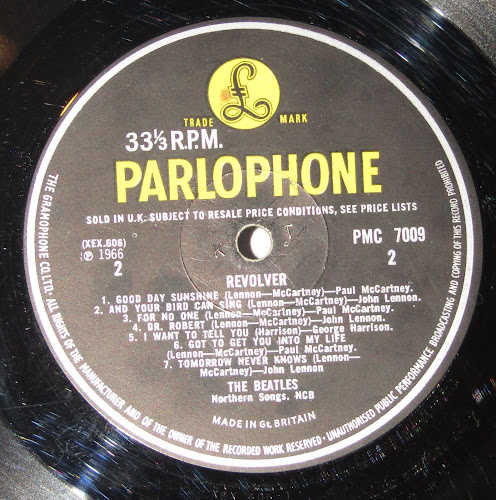 £
TRADE MARK
33⅓ R.P.M.
PARLOPHONE
SOLD IN U.K. SUBJECT TO RESALE PRICE CONDITIONS, SEE PRICE LISTS
(XEX.606) PMC 7009
℗ 1966
2 2
REVOLVER
1. GOOD DAY SUNSHINE (Lennon—McCartney)—Paul McCartney.
2. AND YOUR BIRD CAN SING (Lennon—McCartney)—John Lennon.
3. FOR NO ONE (Lennon—McCartney)—Paul McCartney.
4. DR. ROBERT (Lennon—McCartney)—John Lennon.
5. I WANT TO TELL YOU (Harrison)—George Harrison.
6. GOT TO GET YOU INTO MY LIFE
(Lennon—McCartney)—Paul McCartney.
7. TOMORROW NEVER KNOWS (Lennon—
McCartney)—John Lennon
THE BEATLES
Northern Songs. NCB
MADE IN Gt. BRITAIN
THE GRAMOPHONE CO. LTD. ALL RIGHTS OF THE MANUFACTURER AND OF THE OWNER OF THE RECORDED WORK RESERVED. UNAUTHORISED PUBLIC PERFORMANCE BROADCASTING AND COPYING OF THIS RECORD PROHIBITED